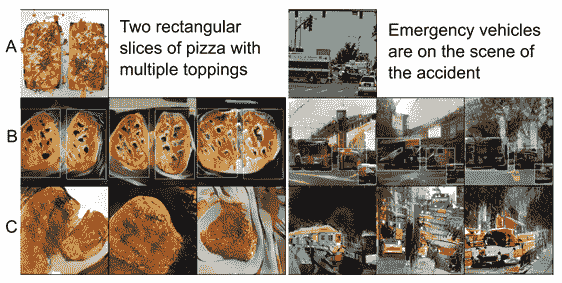 A
Two rectangular
slices of pizza with
multiple toppings
Emergency vehicles
are on the scene of
the accident
B
C